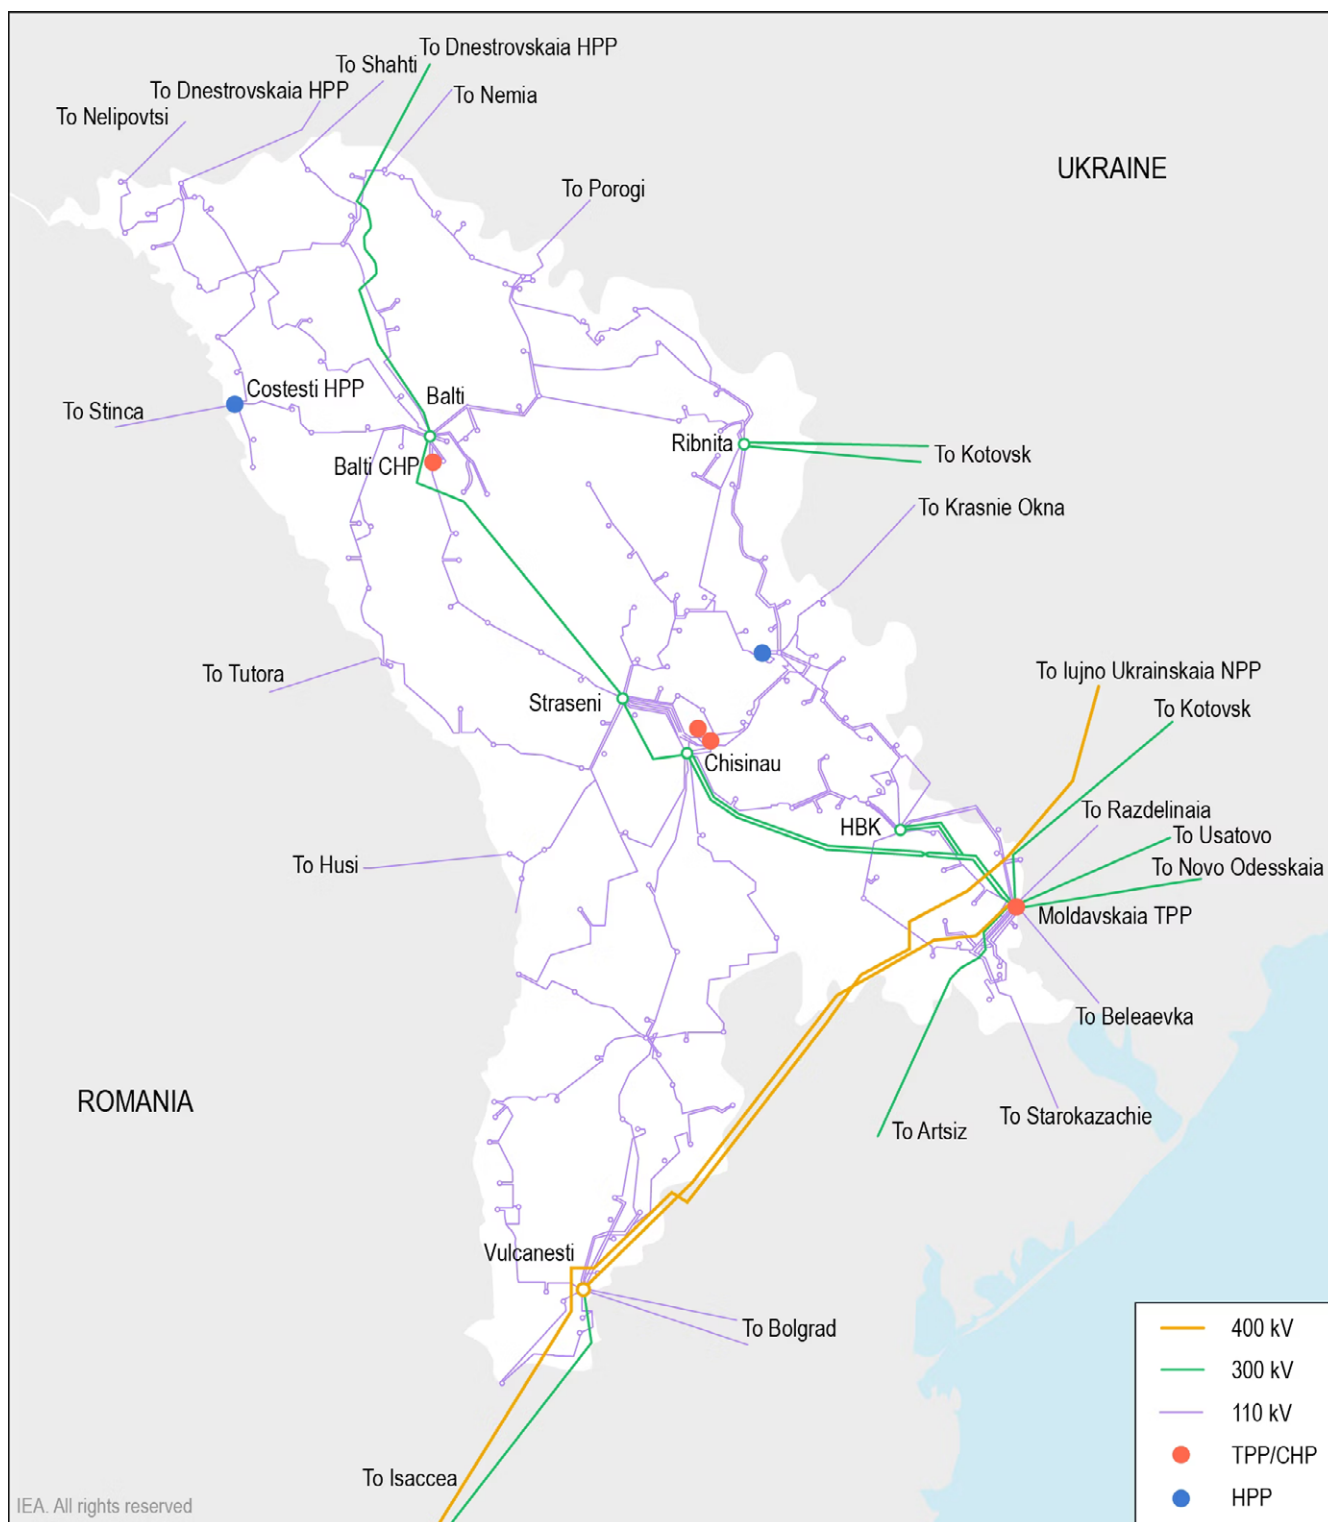 To Dnestrovskaia HPP
To Shahti
To Dnestrovskaia HPP
To Nemia
To Nelipovtsi
UKRAINE
To Porogi
Costesti HPP
Balti
To Stinca
Ribnita
To Kotovsk
Balti CHP
To Krasnie Okna
To Tutora
To Iujno Ukrainskaia NPP
Straseni
To Kotovsk
Chisinau
To Razdelinaia
HBK
To Usatovo
To Husi
To Novo Odesskaia
Moldavskaia TPP
To Beleaevka
ROMANIA
To Starokazachie
To Artsiz
Vulcanesti
To Bolgrad
400 kV
300 kV
110 kV
TPP/CHP
To Isaccea
HPP
IEA. All rights reserved